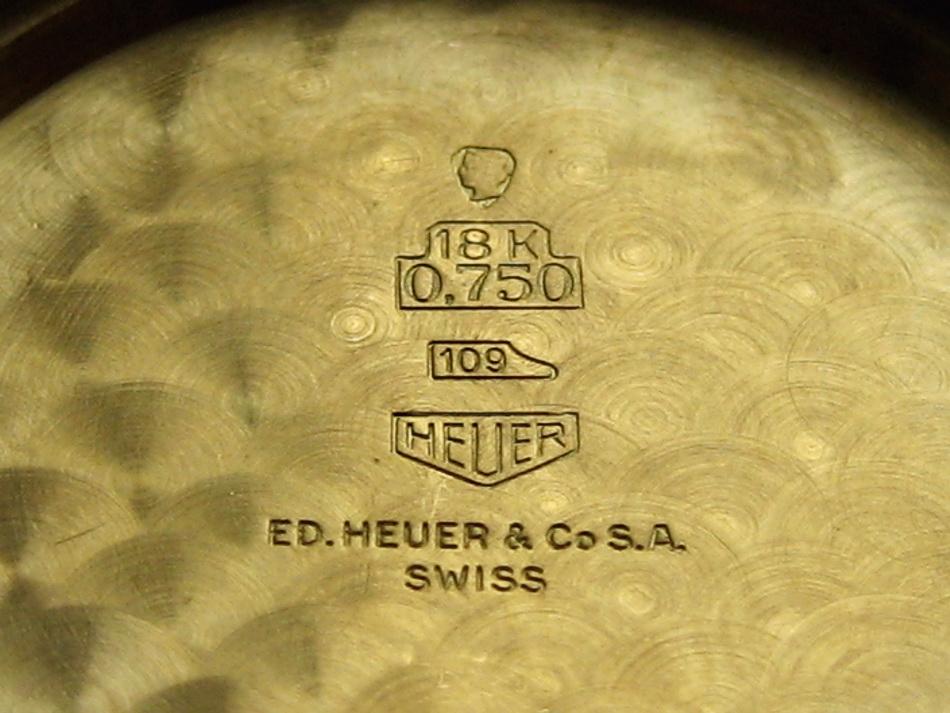 18 K
0,750
109
HEUER
ED. HEUER & Co S.A.
SWISS